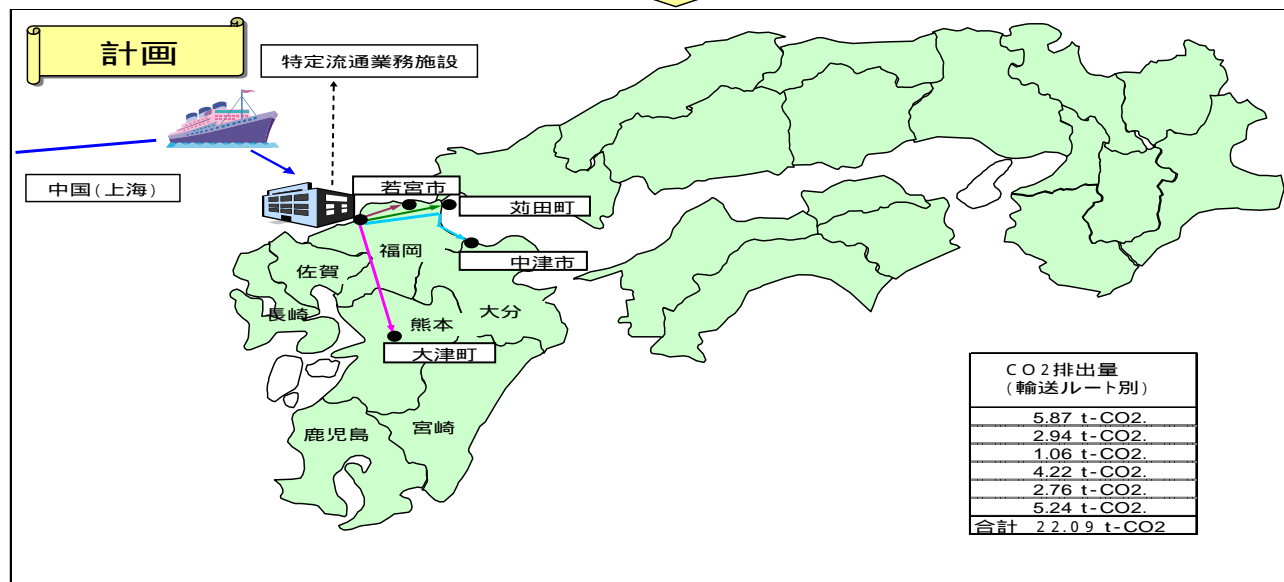 計画
特定流通業務施設
中国(上海)
若宮市
苅田町
中津市
福岡
佐賀
長崎
熊本
大分
大津町
鹿児島
宮崎
CO2排出量
(輸送ルート別)
5.87 t-CO2.
2.94 t-CO2.
1.06 t-CO2.
4.22 t-CO2.
2.76 t-CO2.
5.24 t-CO2.
合計 22.09 t-CO2